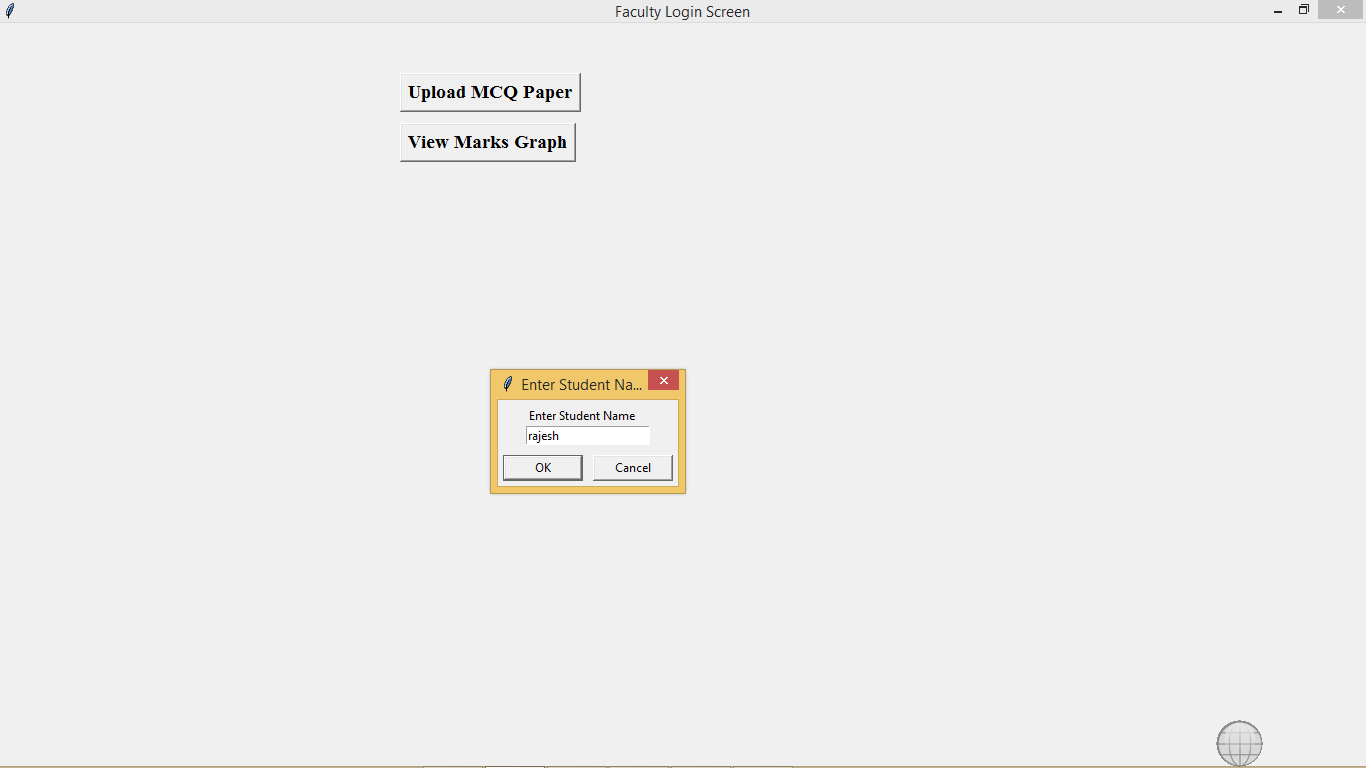 Faculty Login Screen
Upload MCQ Paper
View Marks Graph
Enter Student Na...
Enter Student Name
rajesh
OK Cancel